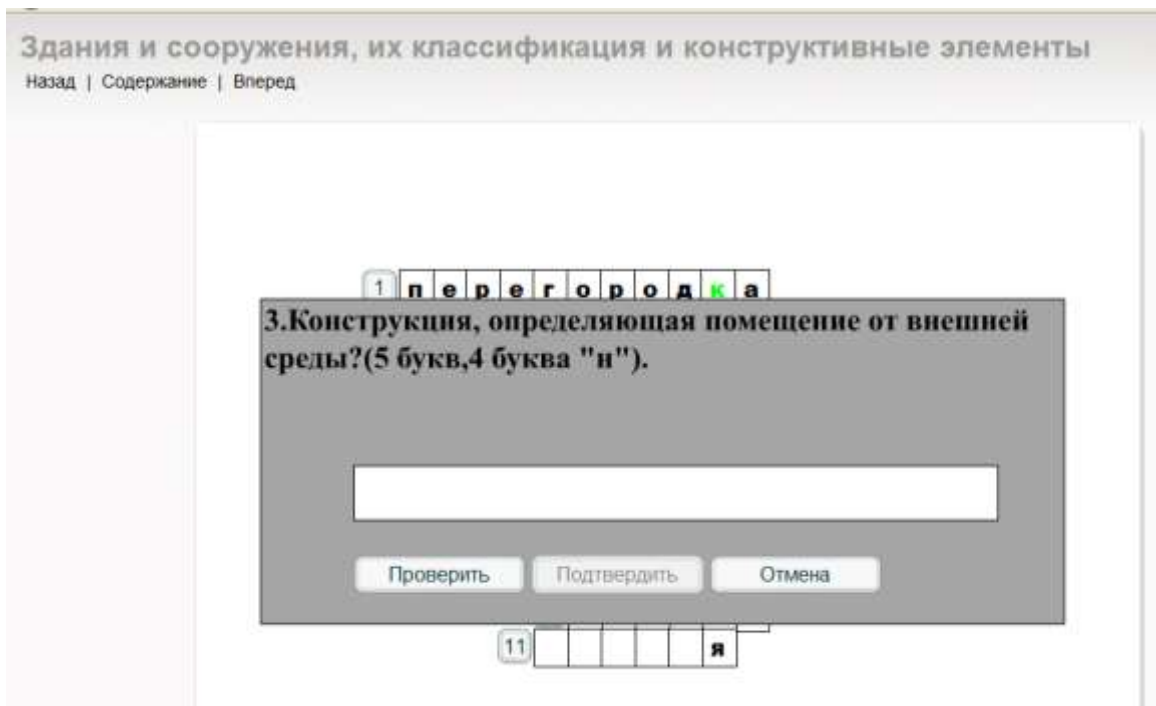 Здания и сооружения, их классификация и конструктивные элементы
Назад | Содержание | Вперед
1 перегородка
3.Конструкция, определяющая помещение от внешней
среды?(5 букв,4 буква "н").
Проверить Подтвердить Отмена
11 я